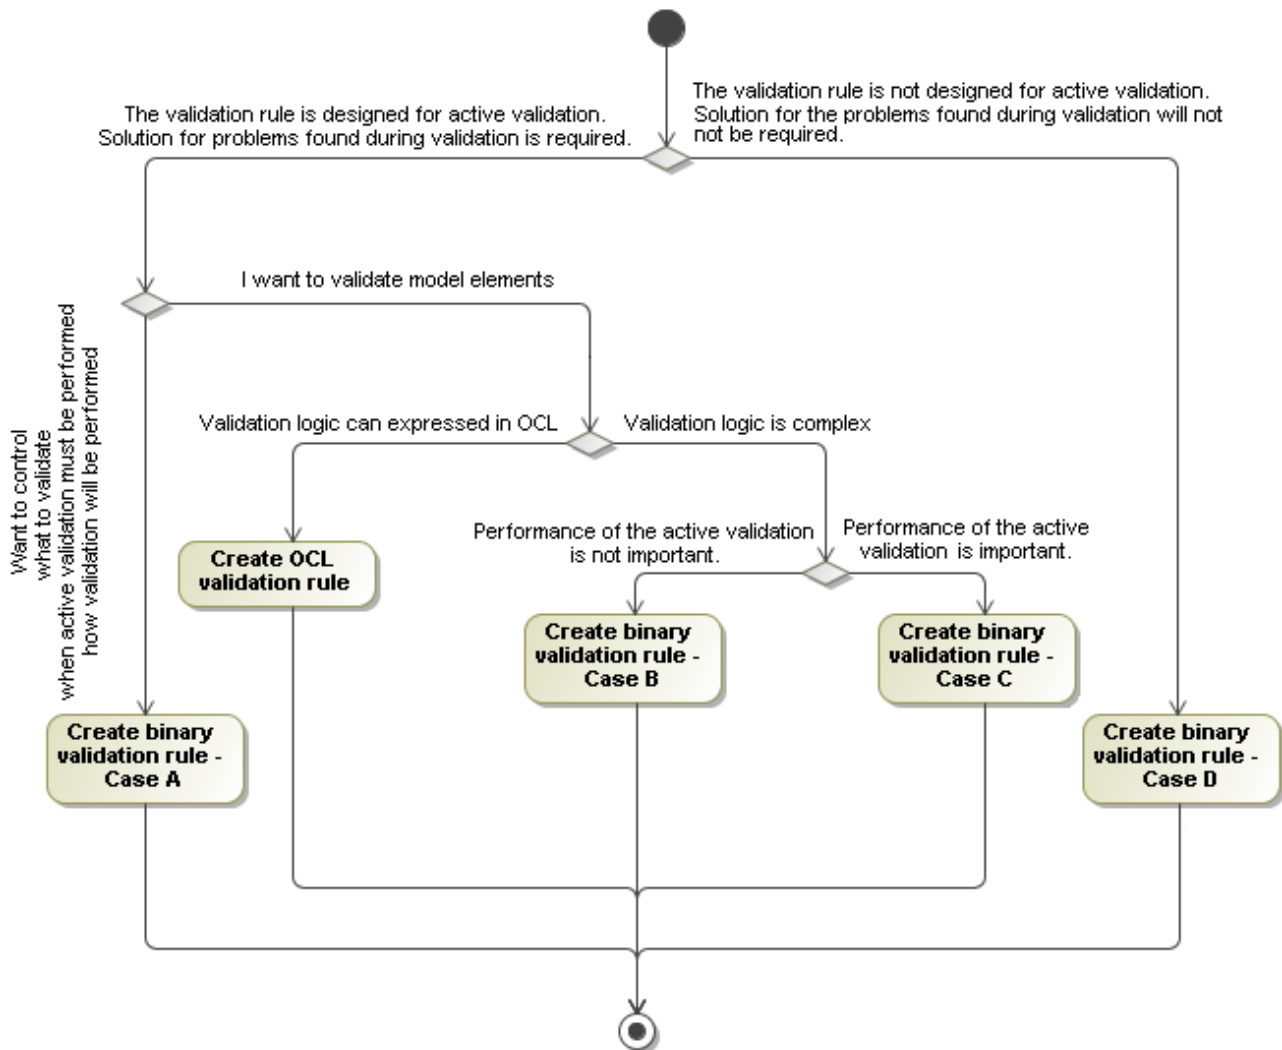 The validation rule is designed for active validation.
Solution for problems found during validation is required.
The validation rule is not designed for active validation.
Solution for the problems found during validation will not
not be required.
I want to validate model elements
Want to control
what to validate
when active validation must be performed
how validation will be performed
Validation logic can expressed in OCL
Validation logic is complex
Create OCL
validation rule
Performance of the active validation
is not important.
Performance of the active
validation is important.
Create binary
validation rule -
Case B
Create binary
validation rule -
Case C
Create binary
validation rule -
Case A
Create binary
validation rule -
Case D